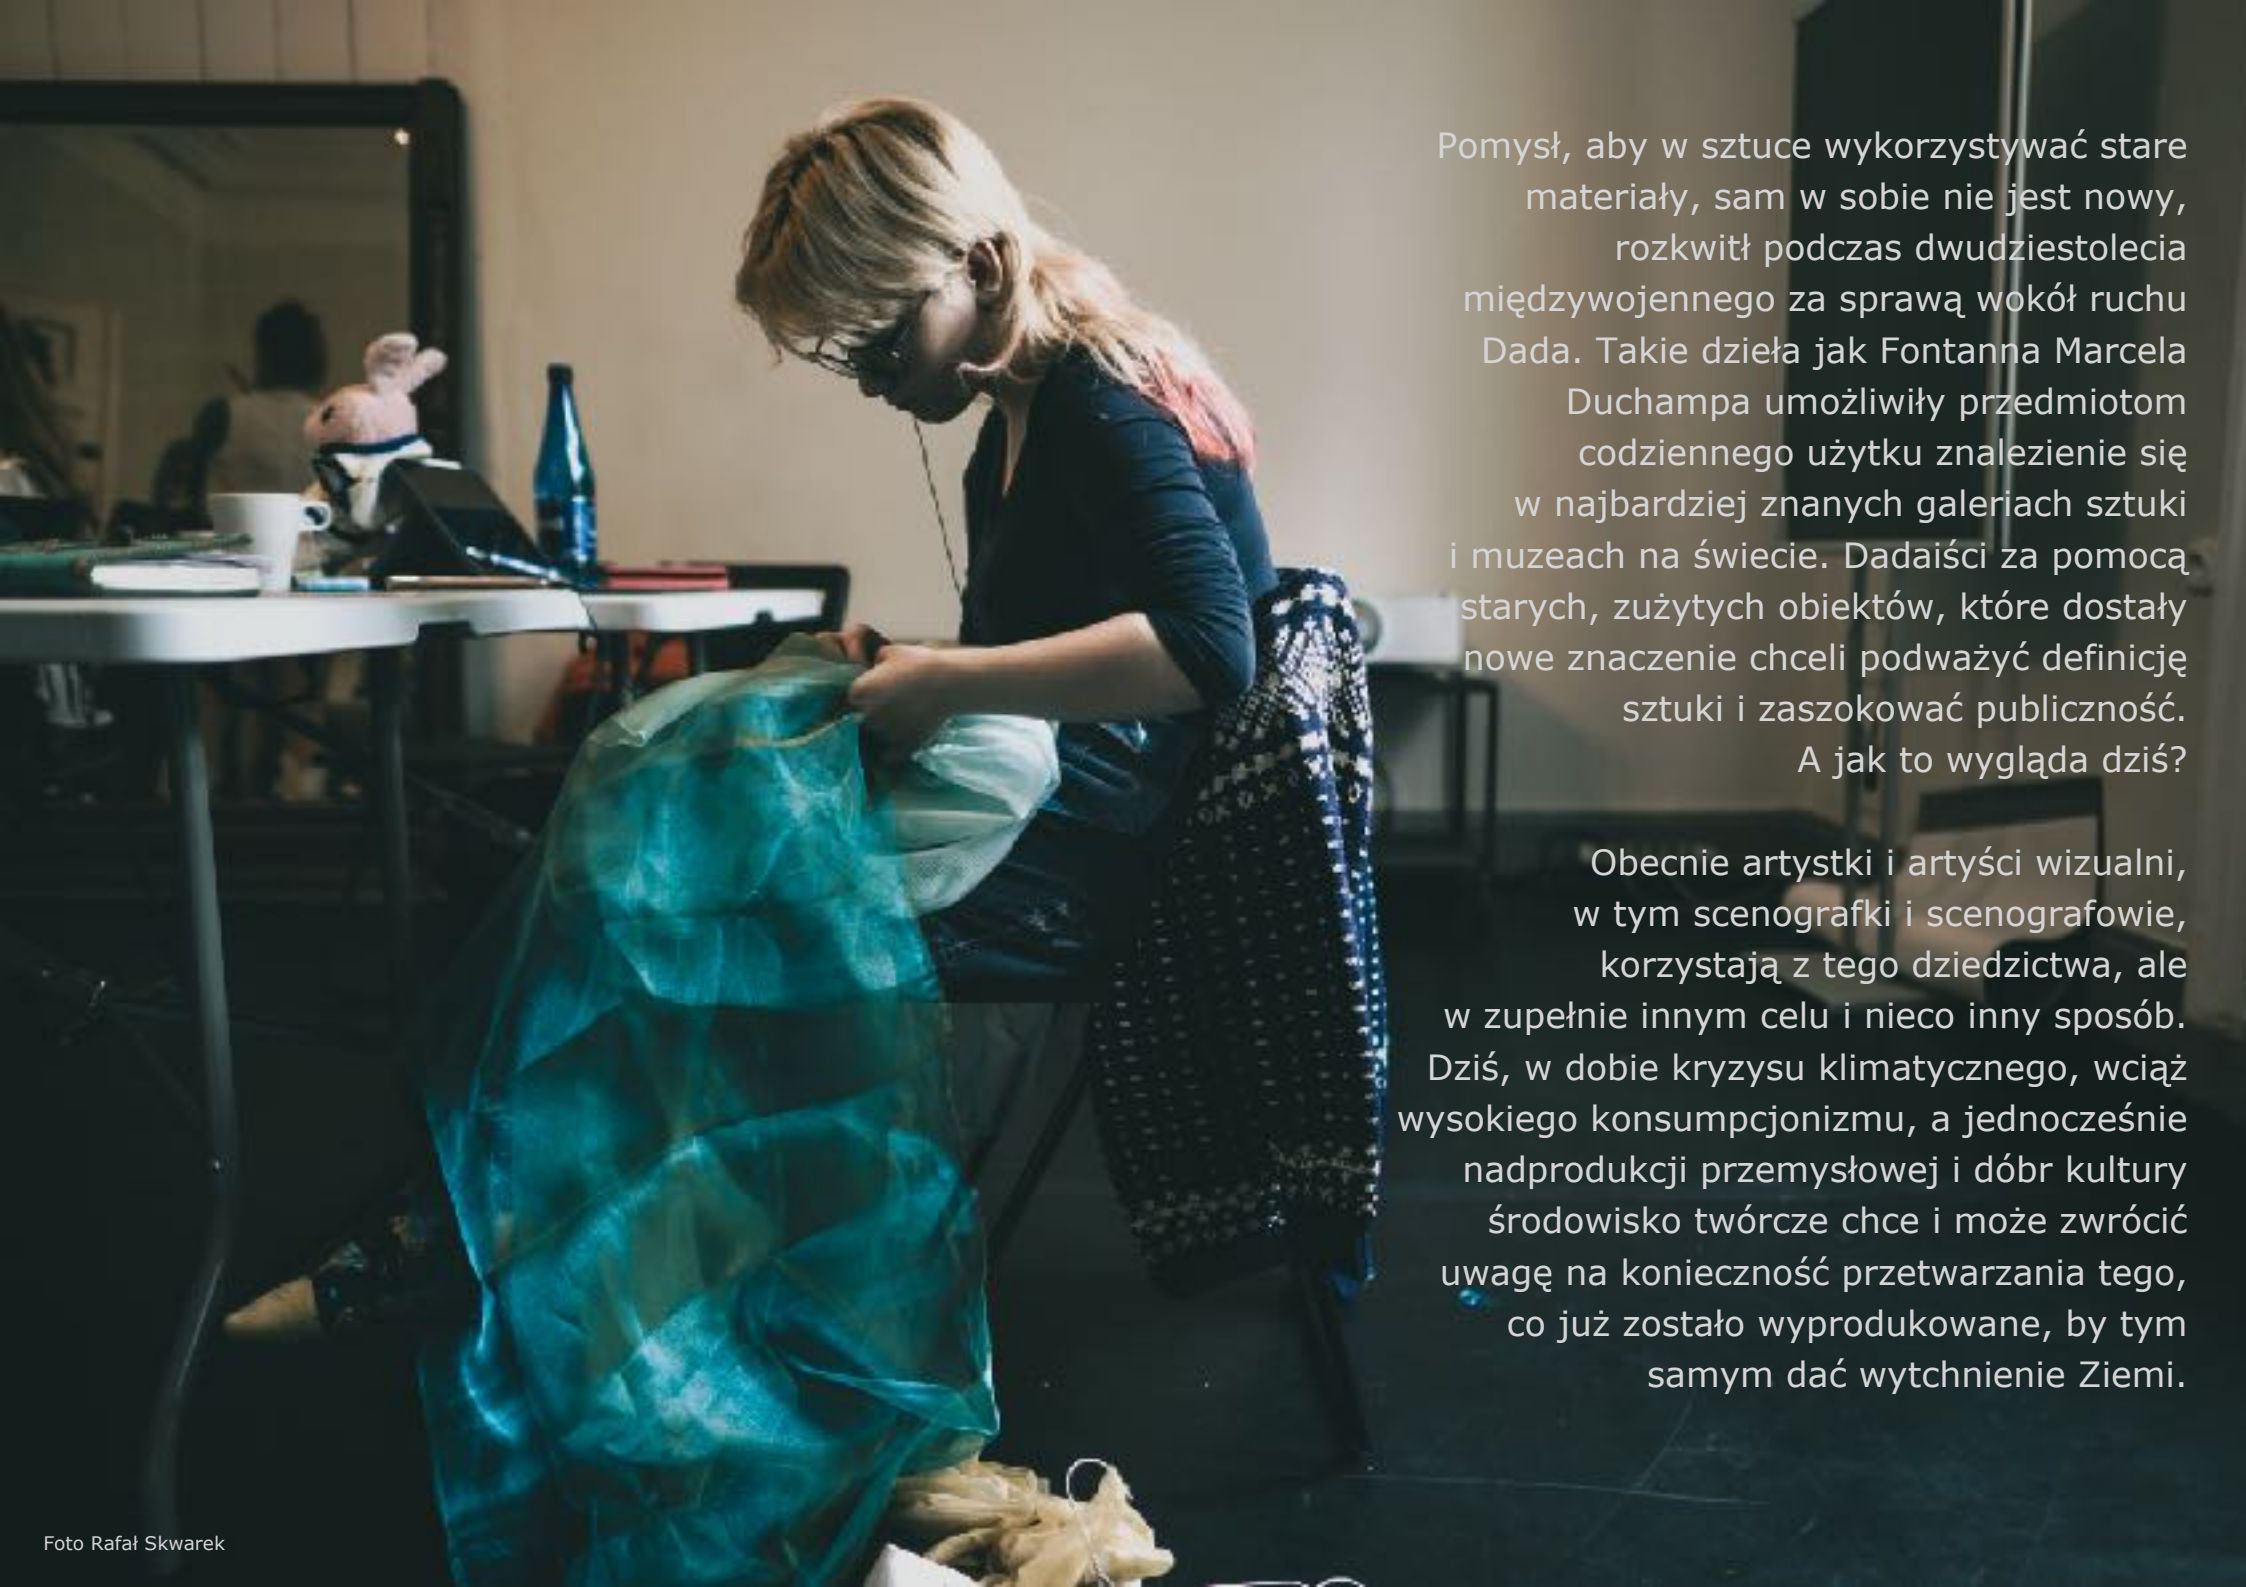 Pomysł, aby w sztuce wykorzystywać stare
materiały, sam w sobie nie jest nowy,
rozkwitł podczas dwudziestolecia
międzywojennego za sprawą wokół ruchu
Dada. Takie dzieła jak Fontanna Marcela
Duchampa umożliwiły przedmiotom
codziennego użytku znalezienie się
w najbardziej znanych galeriach sztuki
i muzeach na świecie. Dadaiści za pomocą
starych, zużytych obiektów, które dostały
nowe znaczenie chceli podważyć definicję
sztuki i zaszokować publiczność.
A jak to wygląda dziś?
Obecnie artystki i artyści wizualni,
w tym scenografki i scenografowie,
korzystają z tego dziedzictwa, ale
w zupełnie innym celu i nieco inny sposób.
Dziś, w dobie kryzysu klimatycznego, wciąż
wysokiego konsumpcjonizmu, a jednocześnie
nadprodukcji przemysłowej i dóbr kultury
środowisko twórcze chce i może zwrócić
uwagę na konieczność przetwarzania tego,
co już zostało wyprodukowane, by tym
samym dać wytchnienie Ziemi.
Foto Rafał Skwarek